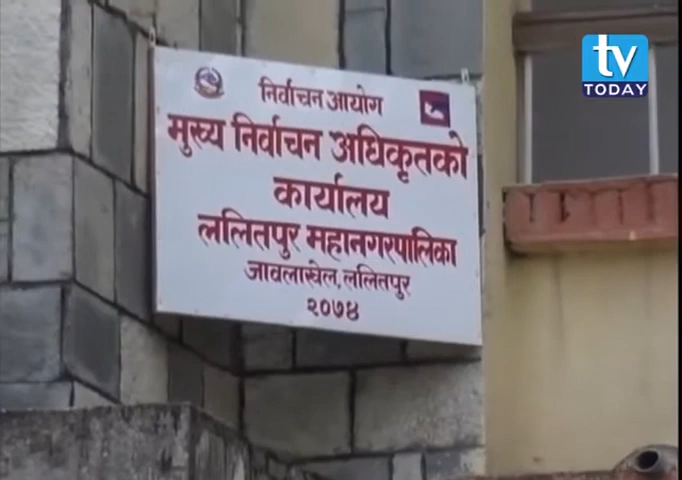 tv
TODAY
निर्वाचन आयोग
मुख्य निर्वाचन अधिकृतको
कार्यालय
ललितपुर महानगरपालिका
जावलाखेल, ललितपुर
२०७४